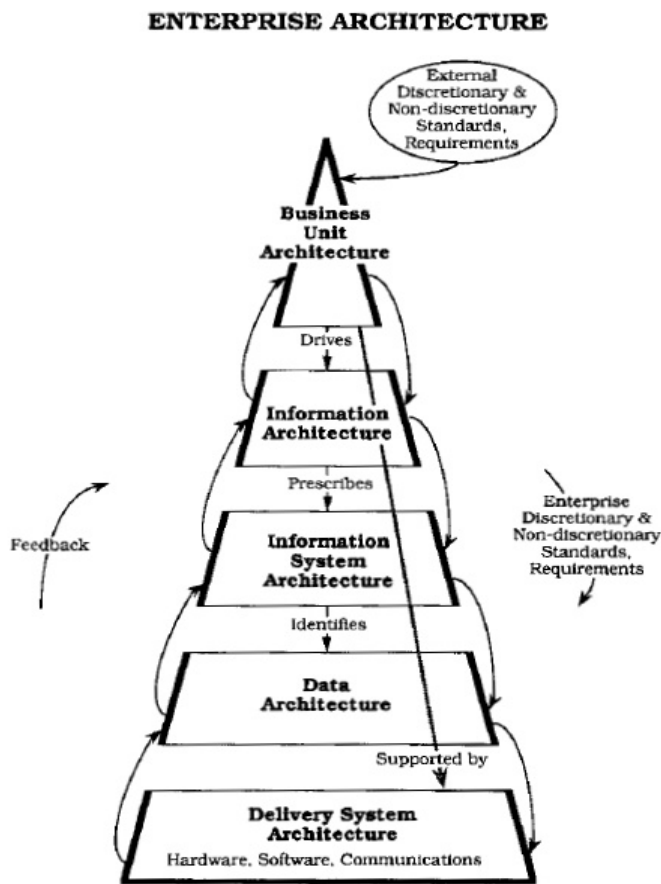 ENTERPRISE ARCHITECTURE
External
Discretionary &
Non-discretionary
Standards,
Requirements
Business
Unit
Architecture
Drives
Information
Architecture
Prescribes
Feedback
Enterprise
Discretionary &
Non-discretionary
Standards,
Requirements
Information
System
Architecture
Identifies
Data
Architecture
Supported by
Delivery System
Architecture
Hardware, Software, Communications